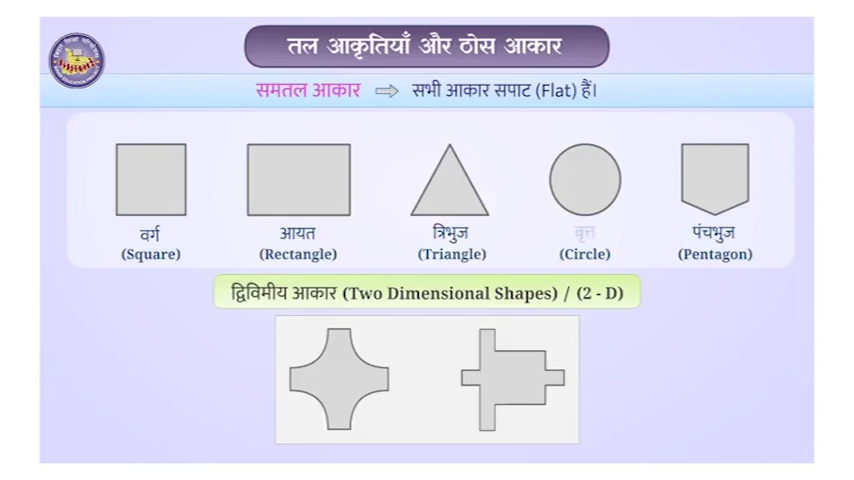 तल आकृतियाँ और ठोस आकार
समतल आकार ⇨ सभी आकार सपाट (Flat) हैं।
वर्ग
(Square)
आयत
(Rectangle)
त्रिभुज
(Triangle)
वृत्त
(Circle)
पंचभुज
(Pentagon)
द्विविमीय आकार (Two Dimensional Shapes) / (2 - D)